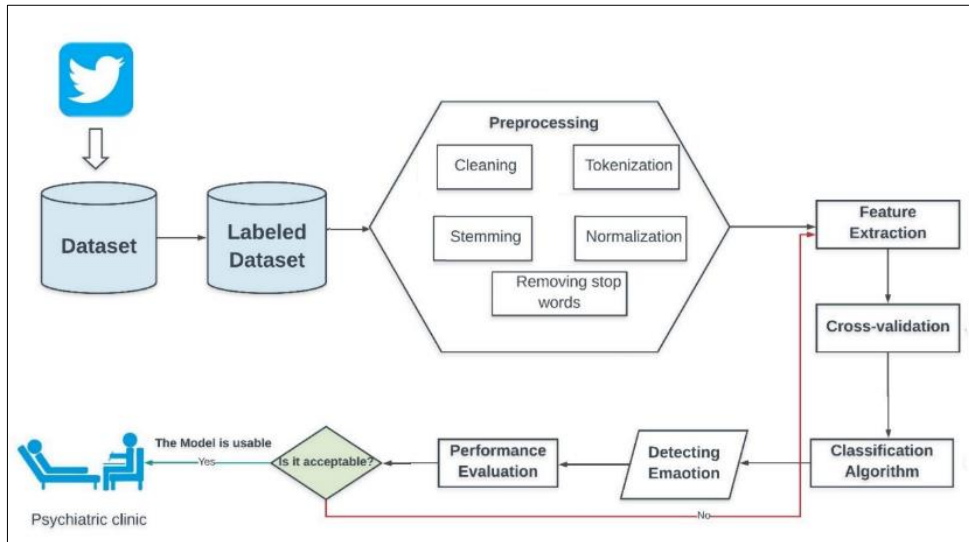 Preprocessing
Cleaning
Tokenization
Stemming
Normalization
Removing stop
words
Dataset
Labeled
Dataset
Feature
Extraction
Cross-validation
Classification
Algorithm
Detecting
Emaotion
Performance
Evaluation
Is it acceptable?
The Model is usable
Yes
No
Psychiatric clinic